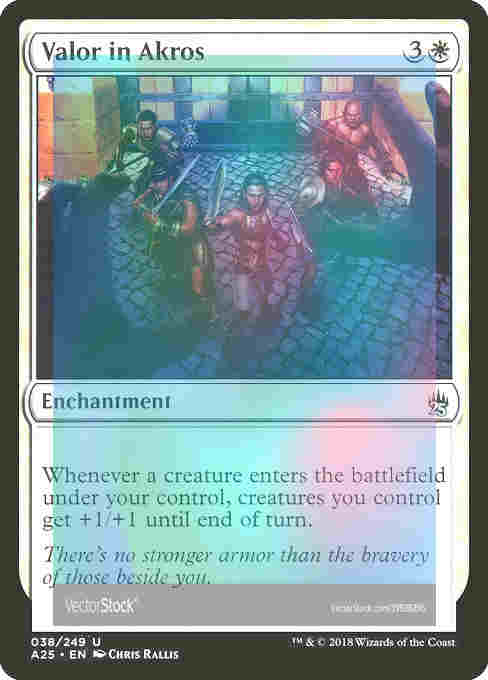 Valor in Akros 3
Enchantment
25
Whenever a creature enters the battlefield
under your control, creatures you control
get +1/+1 until end of turn.
There's no stronger armor than the bravery
of those beside you.
VectorStock®
038/249 U
A25 • EN Chris Rallis
™ & © 2018 Wizards of the Coast